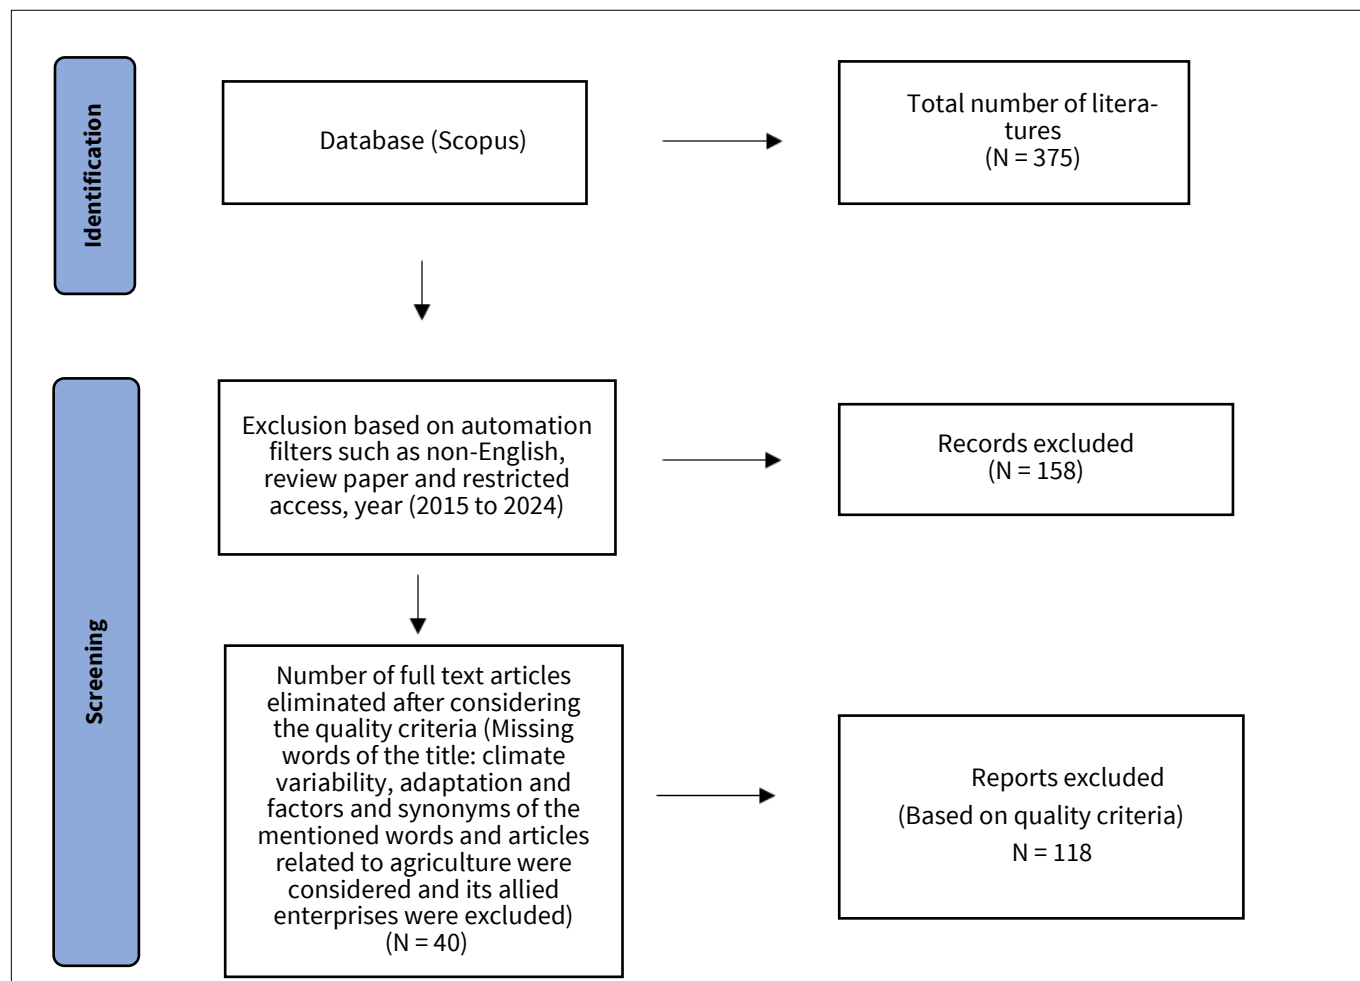 Identification
Database (Scopus)
Total number of litera-
tures
(N = 375)
Screening
Exclusion based on automation
filters such as non-English,
review paper and restricted
access, year (2015 to 2024)
Records excluded
(N = 158)
Number of full text articles
eliminated after considering
the quality criteria (Missing
words of the title: climate
variability, adaptation and
factors and synonyms of the
mentioned words and articles
related to agriculture were
considered and its allied
enterprises were excluded)
(N = 40)
Reports excluded
(Based on quality criteria)
N = 118